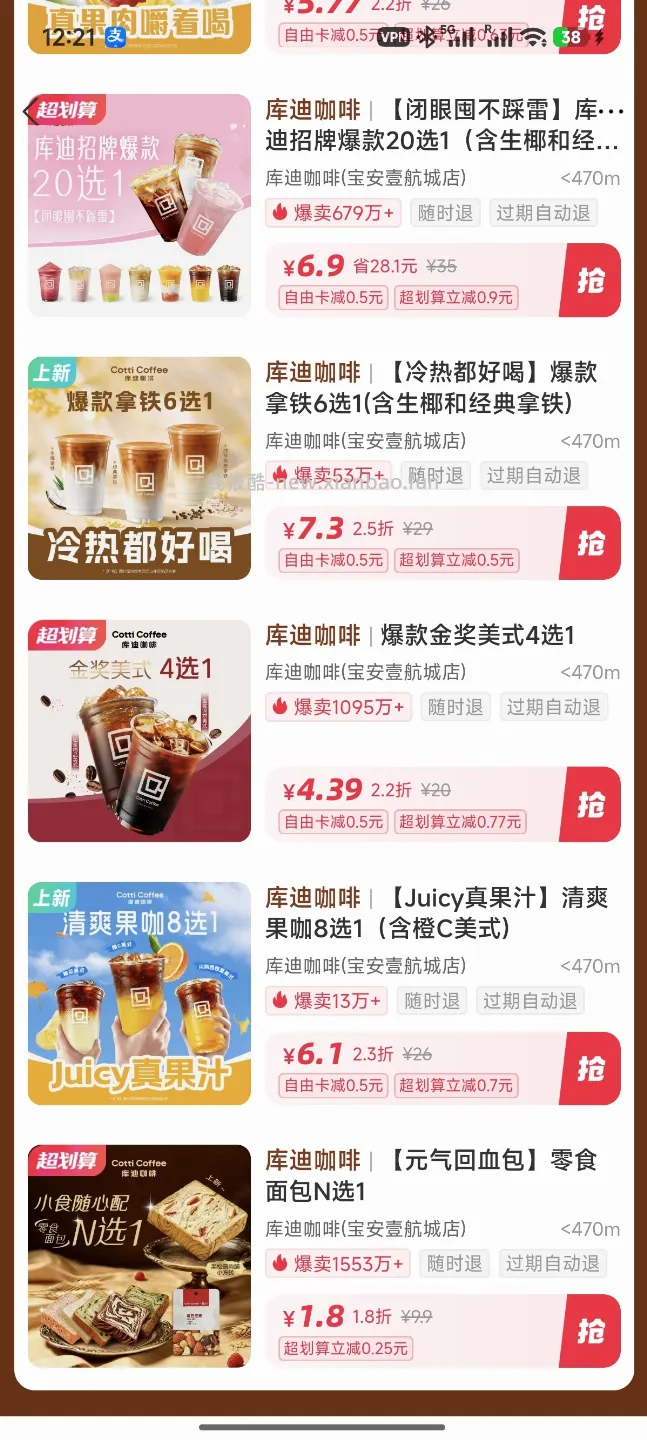 真果肉嚼着喝
¥5.77 2.2折 ¥26
自由卡减0.5元
抢
12:21 支
VPN 5G R 38
超划算
库迪招牌爆款
20选1
【闭眼囤不踩雷】
库迪咖啡 | 【闭眼囤不踩雷】库…
迪招牌爆款20选1（含生椰和经…
库迪咖啡(宝安壹航城店) <470m
爆卖679万+ 随时退 过期自动退
¥6.9 省28.1元 ¥35
自由卡减0.5元 超划算立减0.9元
抢
上新
Cotti Coffee
库迪咖啡
爆款拿铁6选1
冷热都好喝
库迪咖啡 | 【冷热都好喝】爆款
拿铁6选1(含生椰和经典拿铁)
库迪咖啡(宝安壹航城店) <470m
爆卖53万+ 随时退 过期自动退
¥7.3 2.5折 ¥29
自由卡减0.5元 超划算立减0.5元
抢
超划算
Cotti Coffee
库迪咖啡
金奖美式 4选1
库迪咖啡 | 爆款金奖美式4选1
库迪咖啡(宝安壹航城店) <470m
爆卖1095万+ 随时退 过期自动退
¥4.39 2.2折 ¥20
自由卡减0.5元 超划算立减0.77元
抢
上新
Cotti Coffee
库迪咖啡
清爽果咖8选1
Juicy真果汁
库迪咖啡 | 【Juicy真果汁】清爽
果咖8选1（含橙C美式）
库迪咖啡(宝安壹航城店) <470m
爆卖13万+ 随时退 过期自动退
¥6.1 2.3折 ¥26
自由卡减0.5元 超划算立减0.7元
抢
超划算
Cotti Coffee
库迪咖啡
上新~
小食随心配
零食
面包 N选1
库迪咖啡 | 【元气回血包】零食
面包N选1
库迪咖啡(宝安壹航城店) <470m
爆卖1553万+ 随时退 过期自动退
¥1.8 1.8折 ¥9.9
超划算立减0.25元
抢